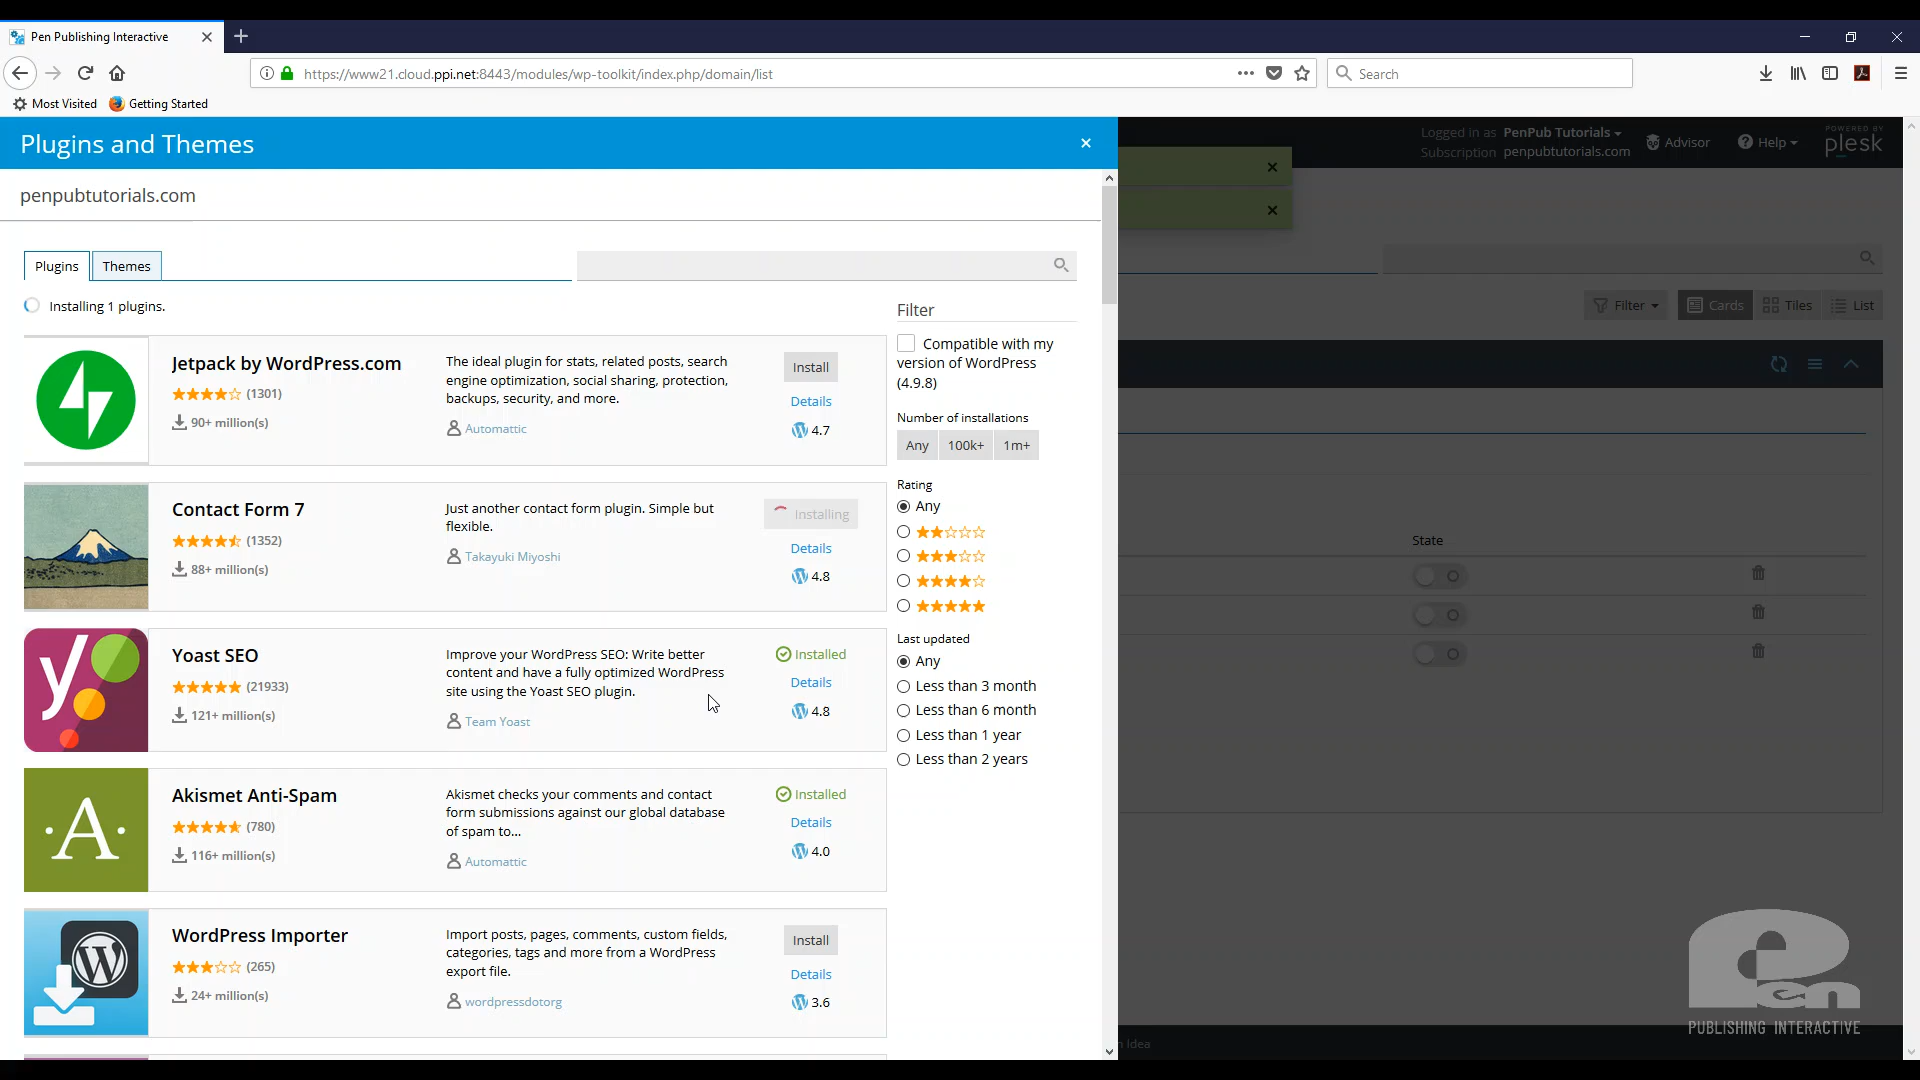 Pen Publishing Interactive
https://www21.cloud.ppi.net:8443/modules/wp-toolkit/index.php/domain/list
Search
Most Visited
Getting Started
Plugins and Themes
Logged in as PenPub Tutorials
Subscription penpubtutorials.com
Advisor
Help
POWERED BY
plesk
penpubtutorials.com
Plugins
Themes
Installing 1 plugins.
Filter
Cards
Tiles
List
Jetpack by WordPress.com
(1301)
90+ million(s)
The ideal plugin for stats, related posts, search
engine optimization, social sharing, protection,
backups, security, and more.
Automattic
Install
Details
4.7
Contact Form 7
(1352)
88+ million(s)
Just another contact form plugin. Simple but
flexible.
Takayuki Miyoshi
Installing
Details
4.8
Yoast SEO
(21933)
121+ million(s)
Improve your WordPress SEO: Write better
content and have a fully optimized WordPress
site using the Yoast SEO plugin.
Team Yoast
Installed
Details
4.8
A
Akismet Anti-Spam
(780)
116+ million(s)
Akismet checks your comments and contact
form submissions against our global database
of spam to...
Automattic
Installed
Details
4.0
WordPress Importer
(265)
24+ million(s)
Import posts, pages, comments, custom fields,
categories, tags and more from a WordPress
export file.
wordpressdotorg
Install
Details
3.6
Filter
Compatible with my
version of WordPress
(4.9.8)
Number of installations
Any
100k+
1m+
Rating
Any
Last updated
Any
Less than 3 month
Less than 6 month
Less than 1 year
Less than 2 years
State
Pen
PUBLISHING INTERACTIVE
n Idea